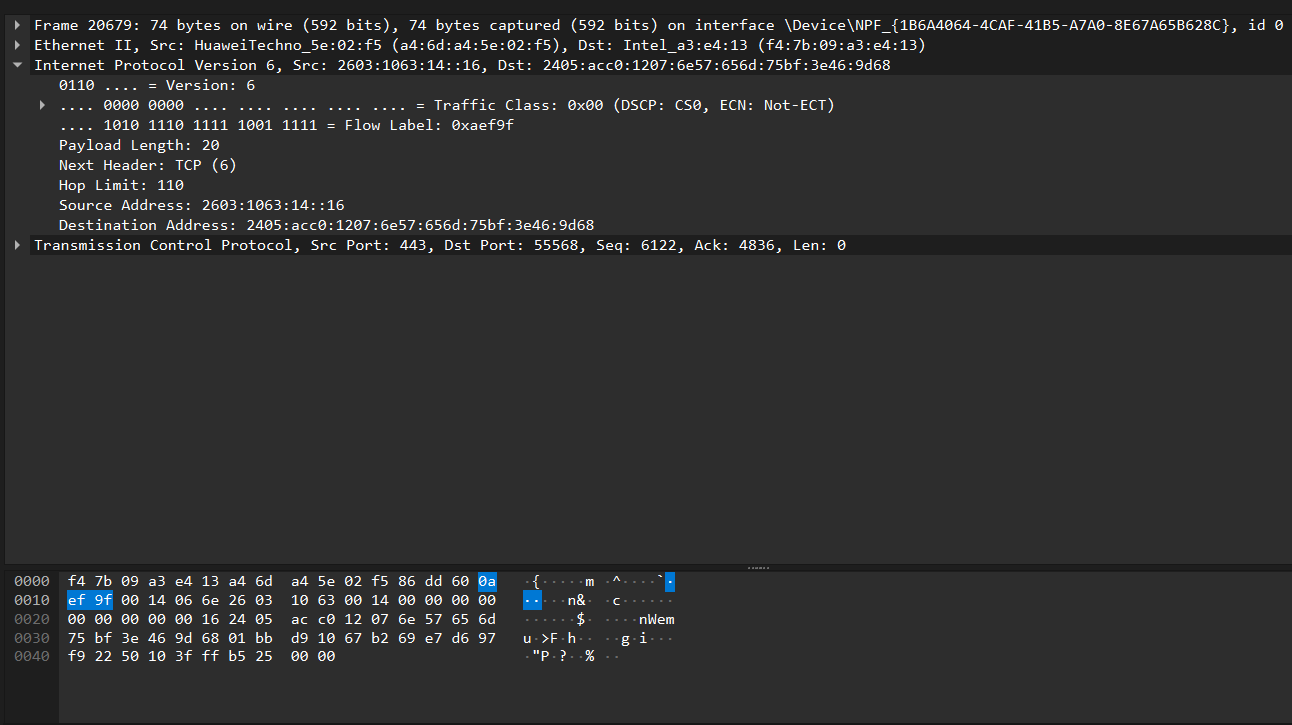 Frame 20679: 74 bytes on wire (592 bits), 74 bytes captured (592 bits) on interface \Device\NPF_{1B6A4064-4CAF-41B5-A7A0-8E67A65B628C}, id 0
Ethernet II, Src: HuaweiTechno_5e:02:f5 (a4:6d:a4:5e:02:f5), Dst: Intel_a3:e4:13 (f4:7b:09:a3:e4:13)
Internet Protocol Version 6, Src: 2603:1063:14::16, Dst: 2405:acc0:1207:6e57:656d:75bf:3e46:9d68
0110 .... = Version: 6
.... 0000 0000 .... .... .... .... .... = Traffic Class: 0x00 (DSCP: CS0, ECN: Not-ECT)
.... 1010 1110 1111 1001 1111 = Flow Label: 0xaef9f
Payload Length: 20
Next Header: TCP (6)
Hop Limit: 110
Source Address: 2603:1063:14::16
Destination Address: 2405:acc0:1207:6e57:656d:75bf:3e46:9d68
Transmission Control Protocol, Src Port: 443, Dst Port: 55568, Seq: 6122, Ack: 4836, Len: 0
0000 f4 7b 09 a3 e4 13 a4 6d a4 5e 02 f5 86 dd 60 0a ·{·····m ·^····`·
0010 ef 9f 00 14 06 6e 26 03 10 63 00 14 00 00 00 00 ·····n&· ·c······
0020 00 00 00 00 00 16 24 05 ac c0 12 07 6e 57 65 6d ······$· ····nWem
0030 75 bf 3e 46 9d 68 01 bb d9 10 67 b2 69 e7 d6 97 u·>F·h·· ··g·i···
0040 f9 22 50 10 3f ff b5 25 00 00 ·"P·?··% ··